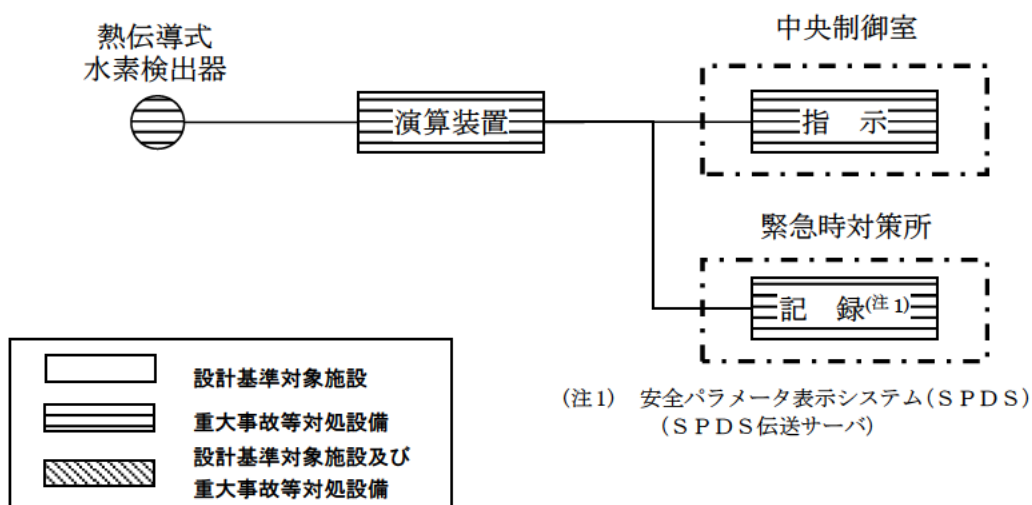 熱伝導式
水素検出器
演算装置
中央制御室
指　示
緊急時対策所
記　録(注1)
(注1)　安全パラメータ表示システム(ＳＰＤＳ)
(ＳＰＤＳ伝送サーバ)
設計基準対象施設
重大事故等対処設備
設計基準対象施設及び
重大事故等対処設備